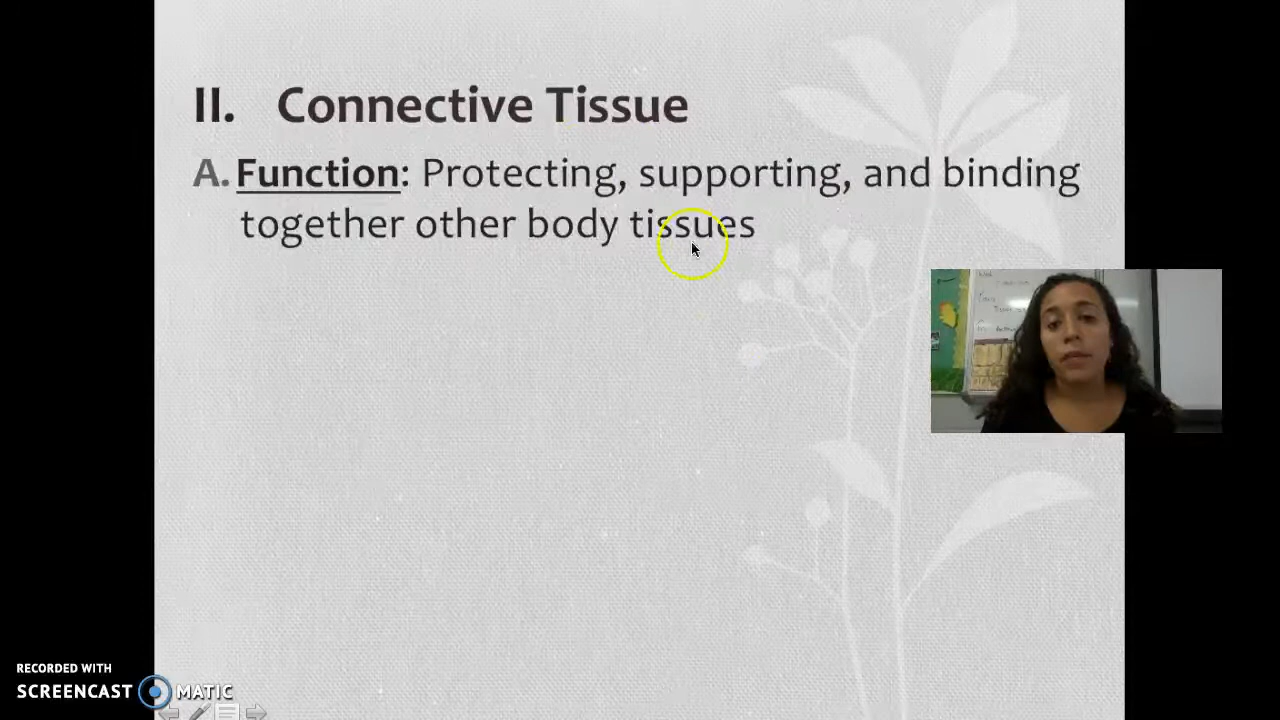 II. Connective Tissue
A. Function: Protecting, supporting, and binding
together other body tissues
RECORDED WITH
SCREENCAST MATIC